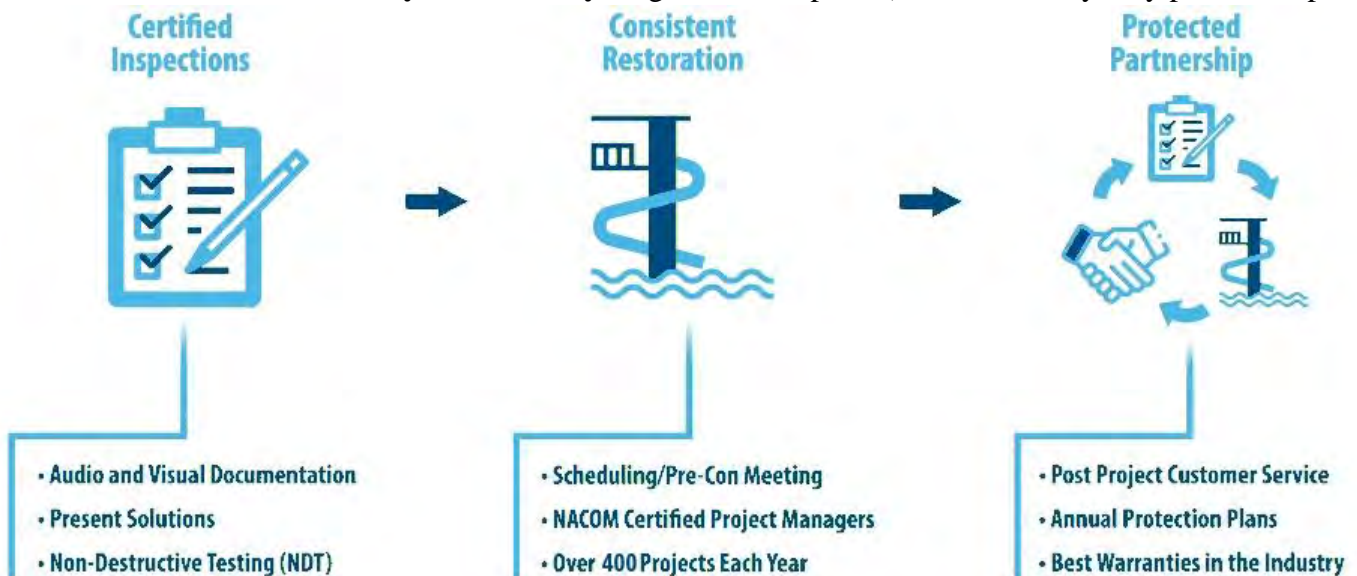 Certified
Inspections
Consistent
Restoration
Protected
Partnership
• Audio and Visual Documentation
• Present Solutions
• Non-Destructive Testing (NDT)
• Scheduling/Pre-Con Meeting
• NACOM Certified Project Managers
• Over 400 Projects Each Year
• Post Project Customer Service
• Annual Protection Plans
• Best Warranties in the Industry